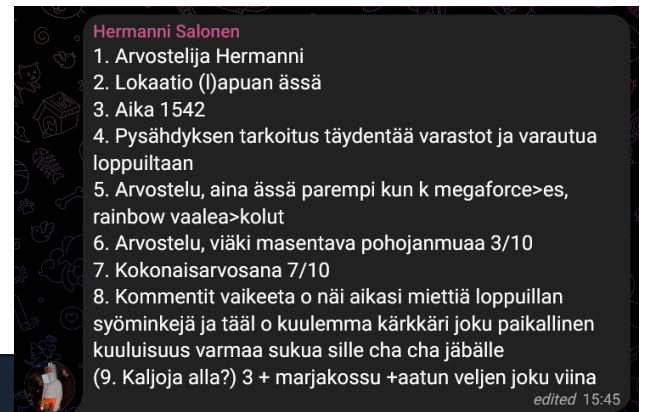 Hermanni Salonen
1. Arvostelija Hermanni
2. Lokaatio (l)apuan ässä
3. Aika 1542
4. Pysähdyksen tarkoitus täydentää varastot ja varautua
loppuiltaan
5. Arvostelu, aina ässä parempi kun k megaforce>es,
rainbow vaalea>kolut
6. Arvostelu, viäki masentava pohojanmuaa 3/10
7. Kokonaisarvosana 7/10
8. Kommentit vaikeeta o näi aikasi miettiä loppuillan
syöminkejä ja tääl o kuulemma kärkkäri joku paikallinen
kuuluisuus varmaa sukua sille cha cha jäbälle
(9. Kaljoja alla?) 3 + marjakossu +aatun veljen joku viina
edited 15:45